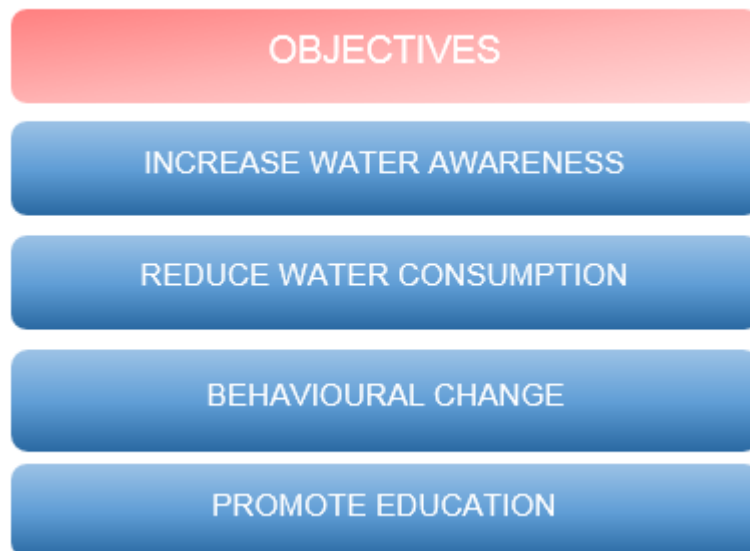 OBJECTIVES
INCREASE WATER AWARENESS
REDUCE WATER CONSUMPTION
BEHAVIOURAL CHANGE
PROMOTE EDUCATION